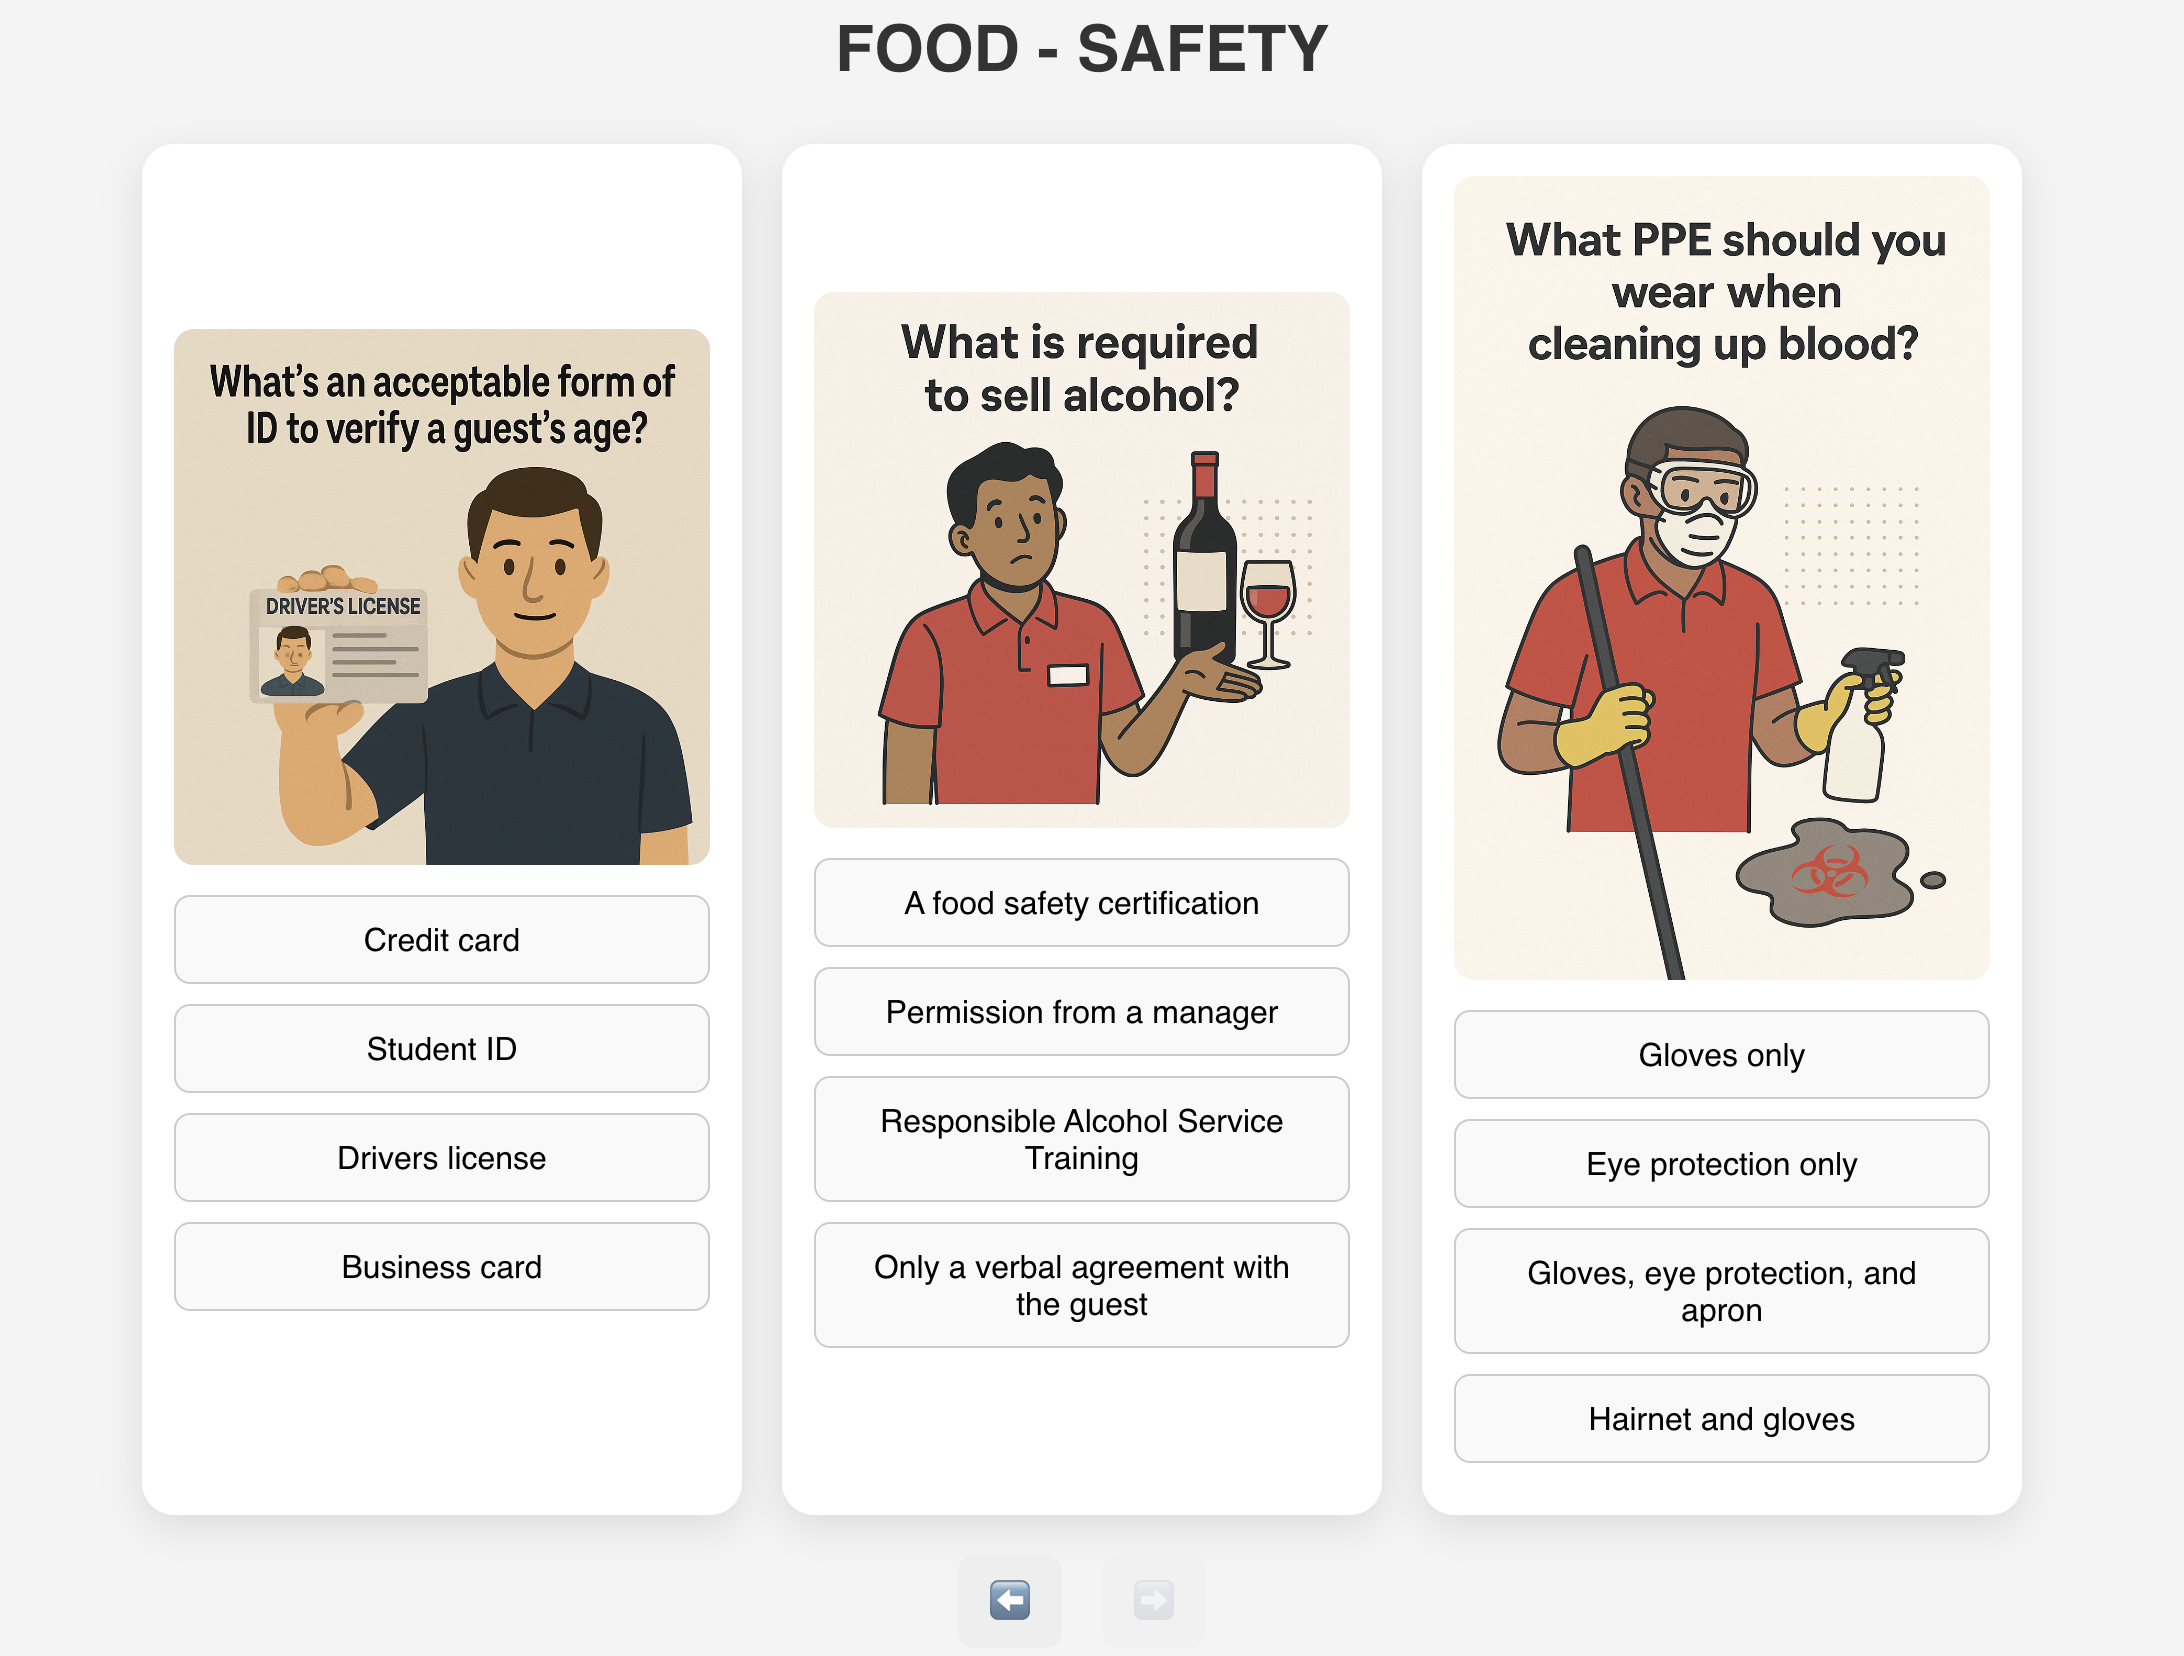 FOOD - SAFETY
What's an acceptable form of
ID to verify a guest's age?
DRIVER'S LICENSE
Credit card
Student ID
Drivers license
Business card
What is required
to sell alcohol?
A food safety certification
Permission from a manager
Responsible Alcohol Service
Training
Only a verbal agreement with
the guest
What PPE should you
wear when
cleaning up blood?
Gloves only
Eye protection only
Gloves, eye protection, and
apron
Hairnet and gloves